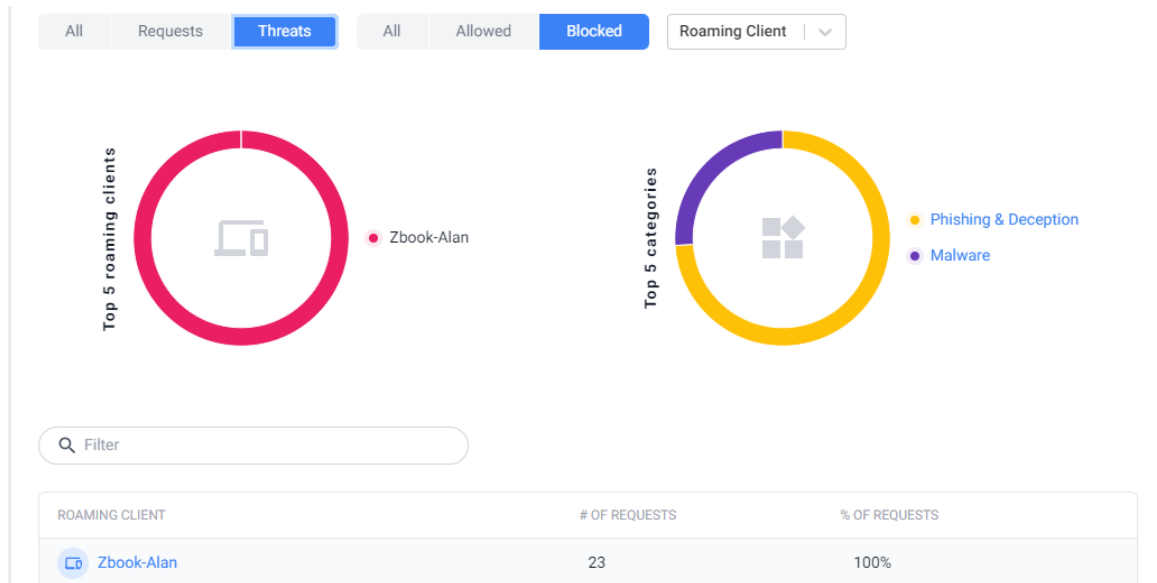 All Requests Threats All Allowed Blocked Roaming Client
Top 5 roaming clients
Zbook-Alan
Top 5 categories
Phishing & Deception
Malware
Filter
ROAMING CLIENT # OF REQUESTS % OF REQUESTS
Zbook-Alan 23 100%